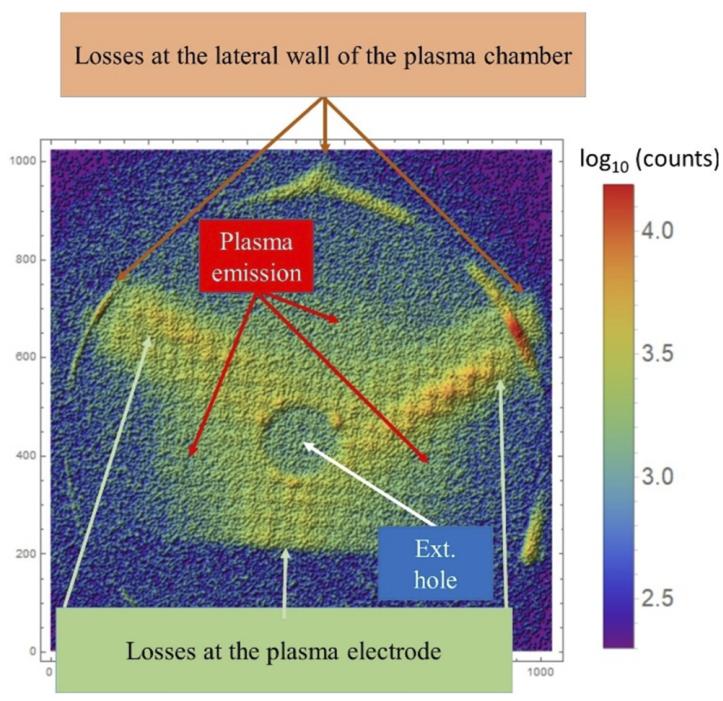 Losses at the lateral wall of the plasma chamber
log10 (counts)
1000
4.0
Plasma
emission
800
3.5
600
400
3.0
Ext.
hole
200
2.5
Losses at the plasma electrode
0
0
1000